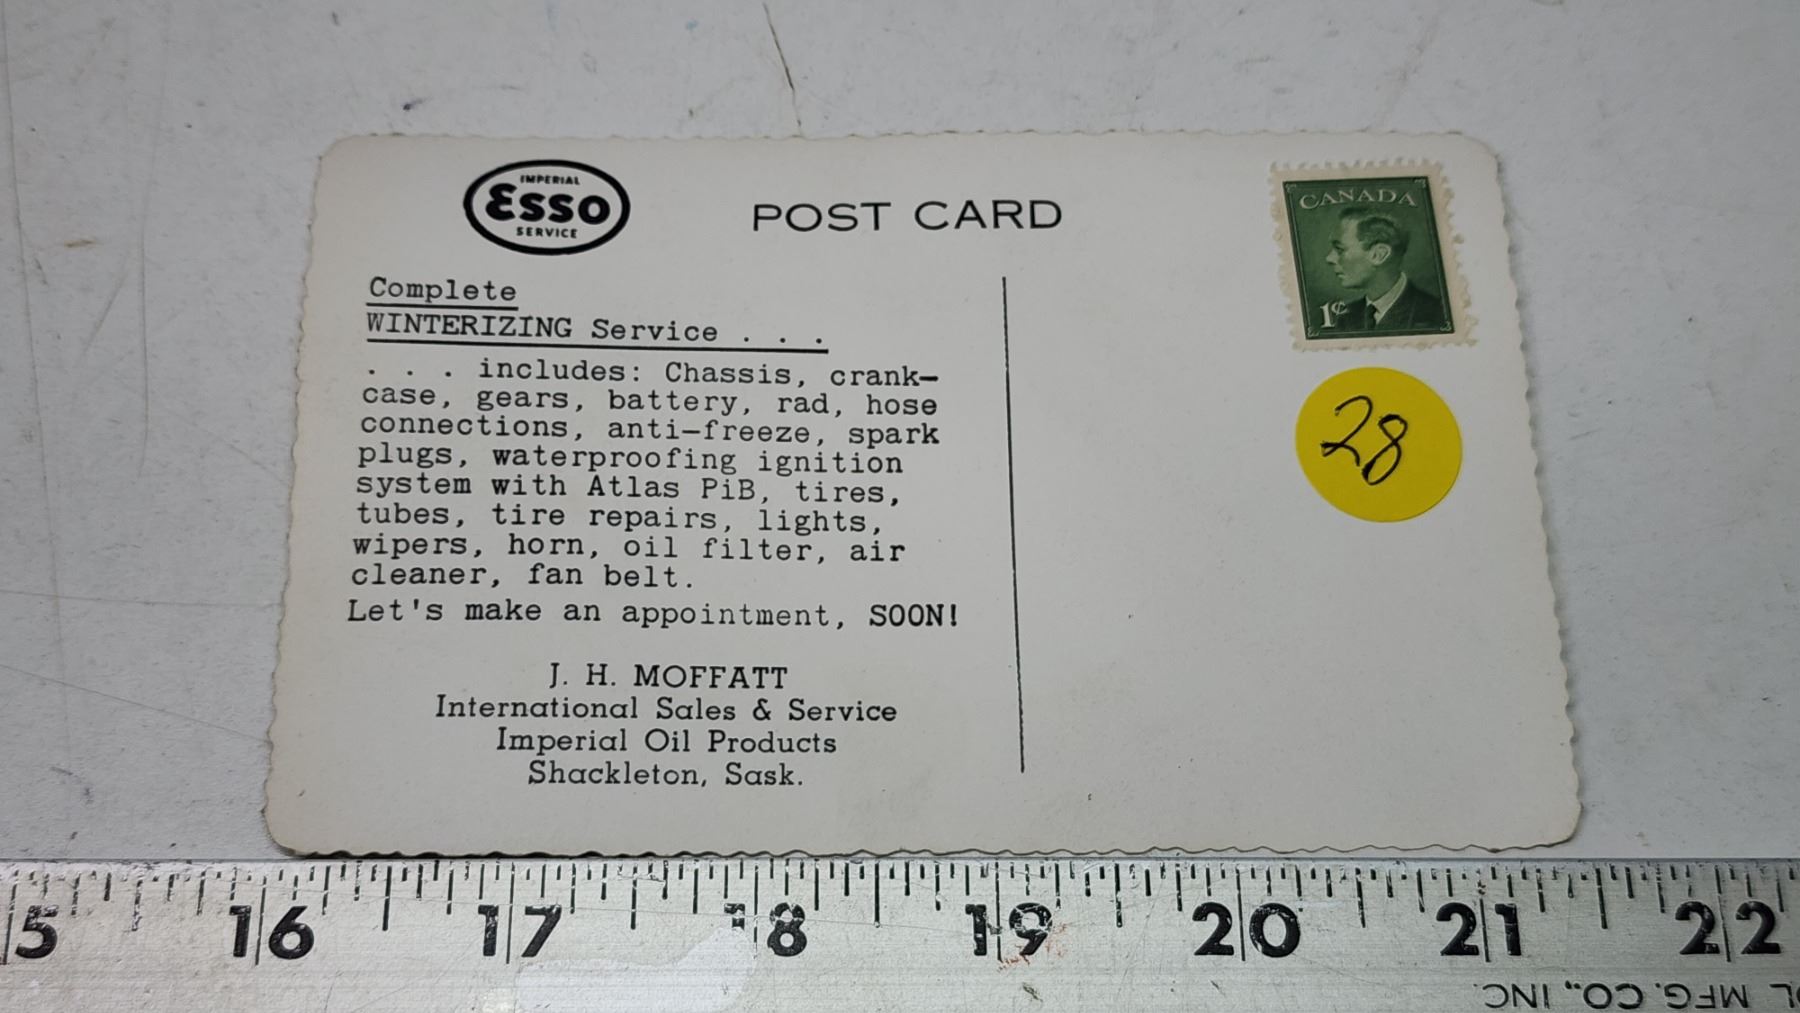 IMPERIAL
Esso
SERVICE
POST CARD
CANADA
1¢
28
Complete
WINTERIZING Service . . .
. . . includes: Chassis, crank-
case, gears, battery, rad, hose
connections, anti-freeze, spark
plugs, waterproofing ignition
system with Atlas PiB, tires,
tubes, tire repairs, lights,
wipers, horn, oil filter, air
cleaner, fan belt.
Let's make an appointment, SOON!
J. H. MOFFATT
International Sales & Service
Imperial Oil Products
Shackleton, Sask.
5 16 17 18 19 20 21 22
MFG. CO., INC.